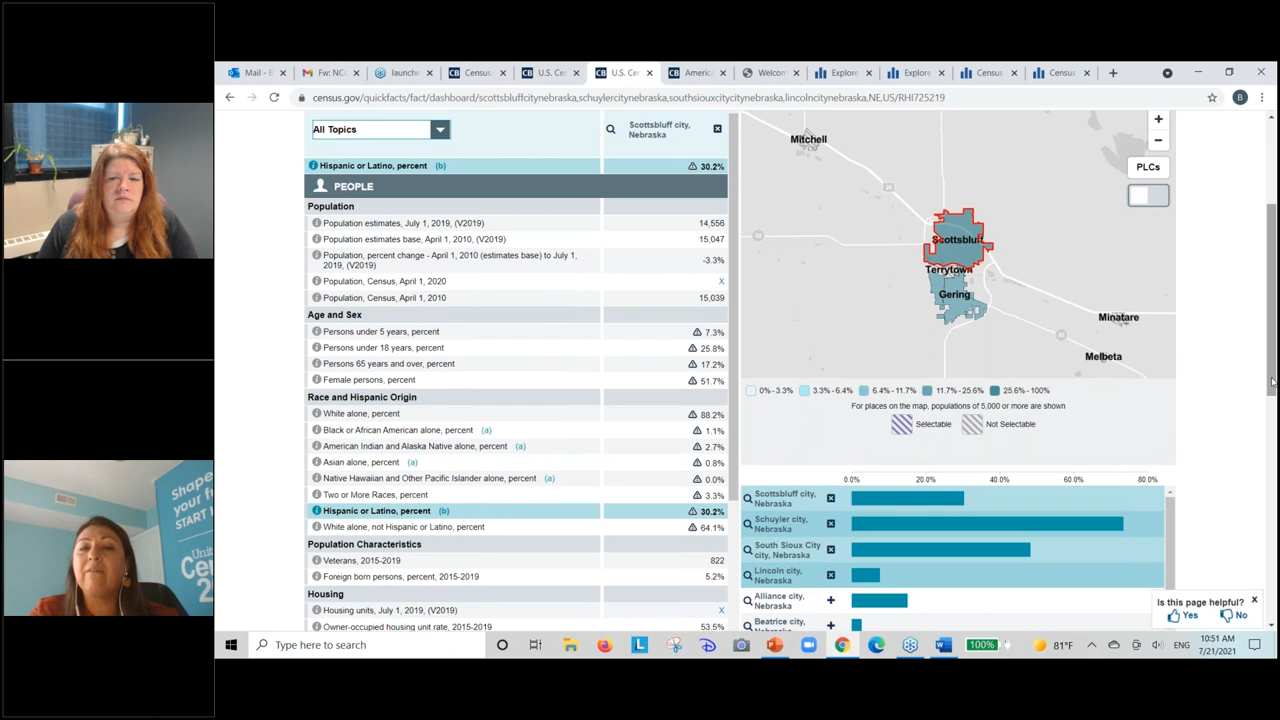 Shape
your fu
START H
Unit
Ce
2
Mail - B
Fw: NC
launche
Census
U.S. Ce
U.S. Ce
Americ
Welcom
Explore
Explore
Census
Census
census.gov/quickfacts/fact/dashboard/scottsbluffcitynebraska,schuylercitynebraska,southsiouxcitycitynebraska,lincolncitynebraska,NE,US/RHI725219
B
All Topics
Scottsbluff city,
Nebraska
Hispanic or Latino, percent (b) 30.2%
PEOPLE
Population
Population estimates, July 1, 2019, (V2019) 14,556
Population estimates base, April 1, 2010, (V2019) 15,047
Population, percent change - April 1, 2010 (estimates base) to July 1,
2019, (V2019) -3.3%
Population, Census, April 1, 2020 X
Population, Census, April 1, 2010 15,039
Age and Sex
Persons under 5 years, percent 7.3%
Persons under 18 years, percent 25.8%
Persons 65 years and over, percent 17.2%
Female persons, percent 51.7%
Race and Hispanic Origin
White alone, percent 88.2%
Black or African American alone, percent (a) 1.1%
American Indian and Alaska Native alone, percent (a) 2.7%
Asian alone, percent (a) 0.8%
Native Hawaiian and Other Pacific Islander alone, percent (a) 0.0%
Two or More Races, percent 3.3%
Hispanic or Latino, percent (b) 30.2%
White alone, not Hispanic or Latino, percent 64.1%
Population Characteristics
Veterans, 2015-2019 822
Foreign born persons, percent, 2015-2019 5.2%
Housing
Housing units, July 1, 2019, (V2019) X
Owner-occupied housing unit rate, 2015-2019 53.5%
Mitchell
Scottsbluff
Terrytown
Gering
Minatare
Melbeta
+
−
PLCs
0% - 3.3% 3.3% - 6.4% 6.4% - 11.7% 11.7% - 25.6% 25.6% - 100%
For places on the map, populations of 5,000 or more are shown
Selectable Not Selectable
0.0% 20.0% 40.0% 60.0% 80.0%
Scottsbluff city,
Nebraska
Schuyler city,
Nebraska
South Sioux City
city, Nebraska
Lincoln city,
Nebraska
Alliance city,
Nebraska
Beatrice city,
Nebraska
Is this page helpful? X
Yes No
Type here to search
100%
81°F
ENG
10:51 AM
7/21/2021